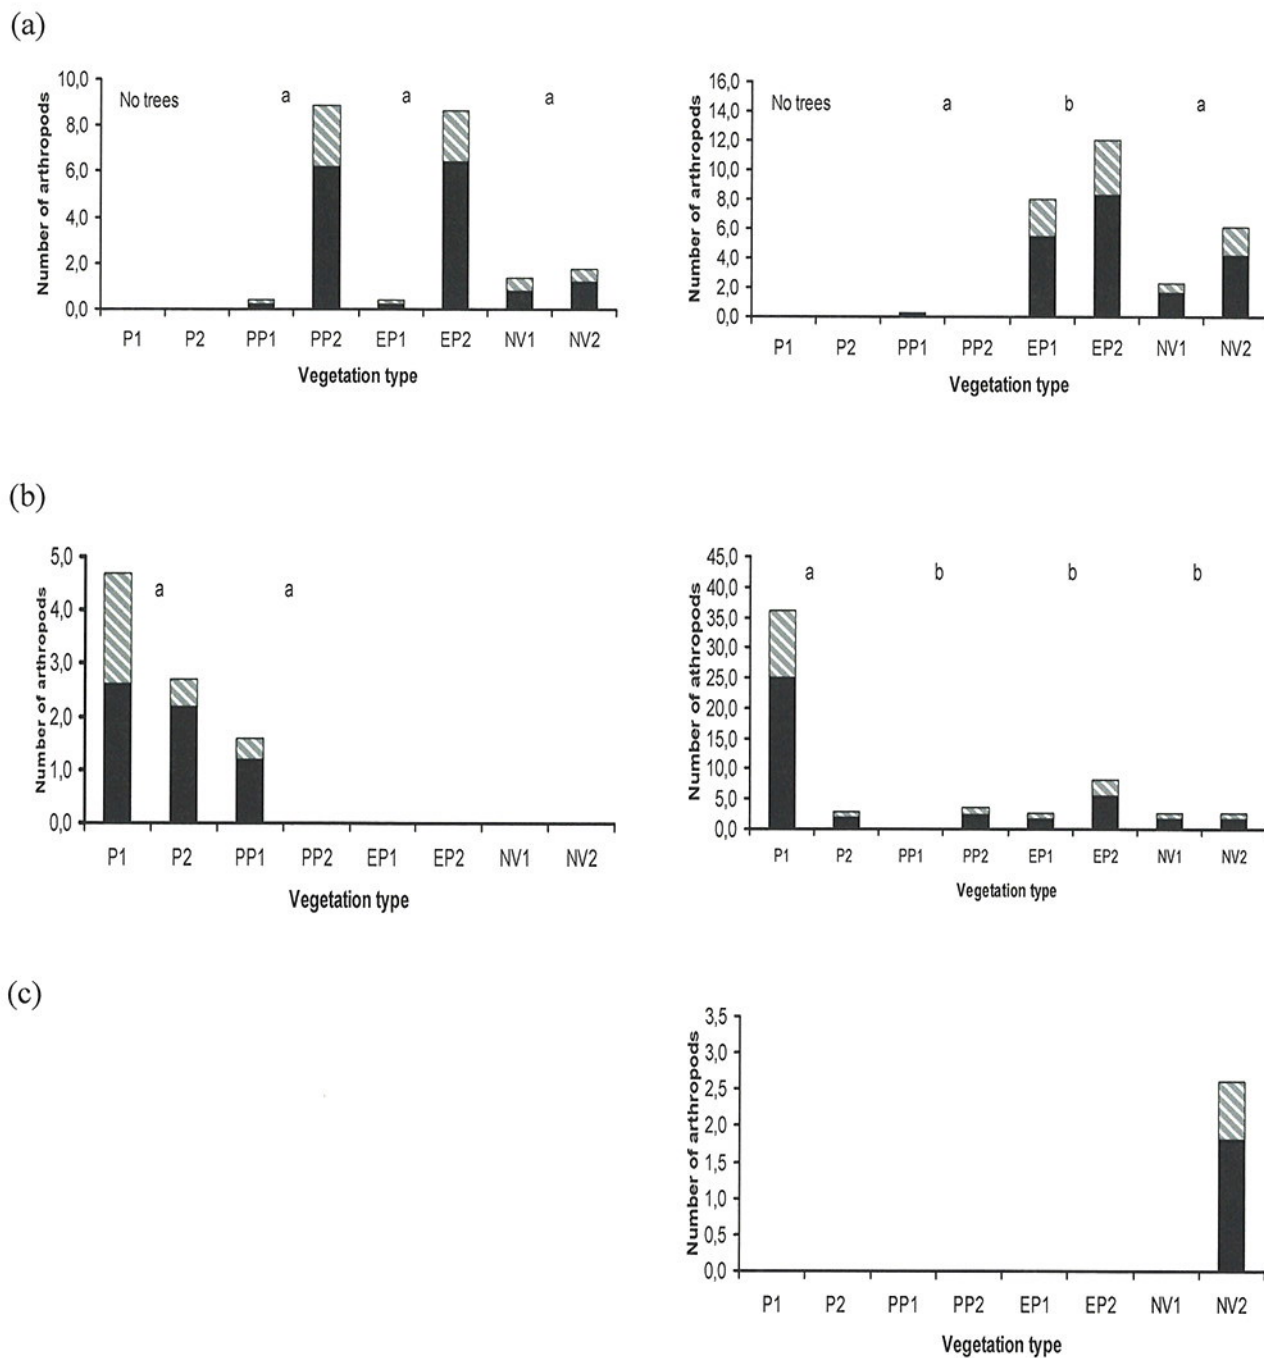 (a)
10,0
8,0
6,0
4,0
2,0
0,0
Number of arthropods
No trees
a
a
a
P1 P2 PP1 PP2 EP1 EP2 NV1 NV2
Vegetation type
16,0
14,0
12,0
10,0
8,0
6,0
4,0
2,0
0,0
Number of arthropods
No trees
a
b
a
P1 P2 PP1 PP2 EP1 EP2 NV1 NV2
Vegetation type
(b)
5,0
4,0
3,0
2,0
1,0
0,0
Number of arthropods
a
a
P1 P2 PP1 PP2 EP1 EP2 NV1 NV2
Vegetation type
45,0
40,0
35,0
30,0
25,0
20,0
15,0
10,0
5,0
0,0
Number of athropods
a
b
b
b
P1 P2 PP1 PP2 EP1 EP2 NV1 NV2
Vegetation type
(c)
3,5
3,0
2,5
2,0
1,5
1,0
0,5
0,0
Number of arthropods
P1 P2 PP1 PP2 EP1 EP2 NV1 NV2
Vegetation type